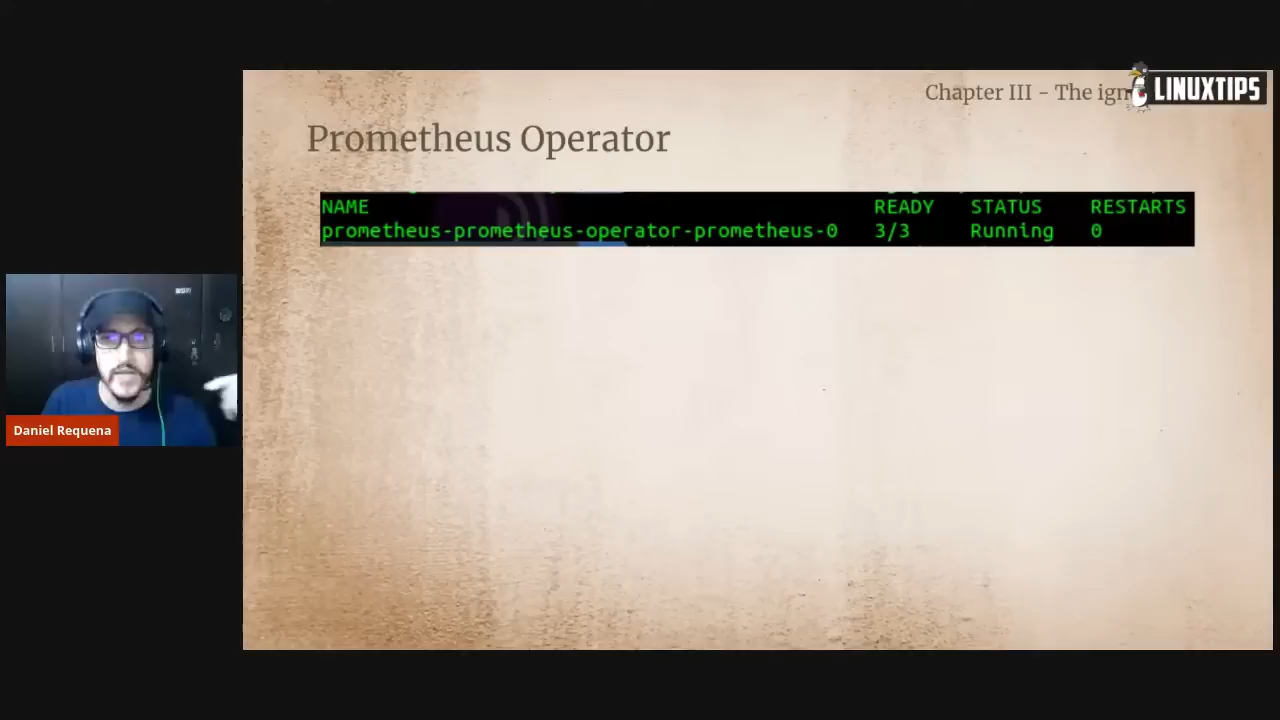 Chapter III - The ign
LINUXTIPS
Prometheus Operator
NAME READY STATUS RESTARTS
prometheus-prometheus-operator-prometheus-0 3/3 Running 0
Daniel Requena